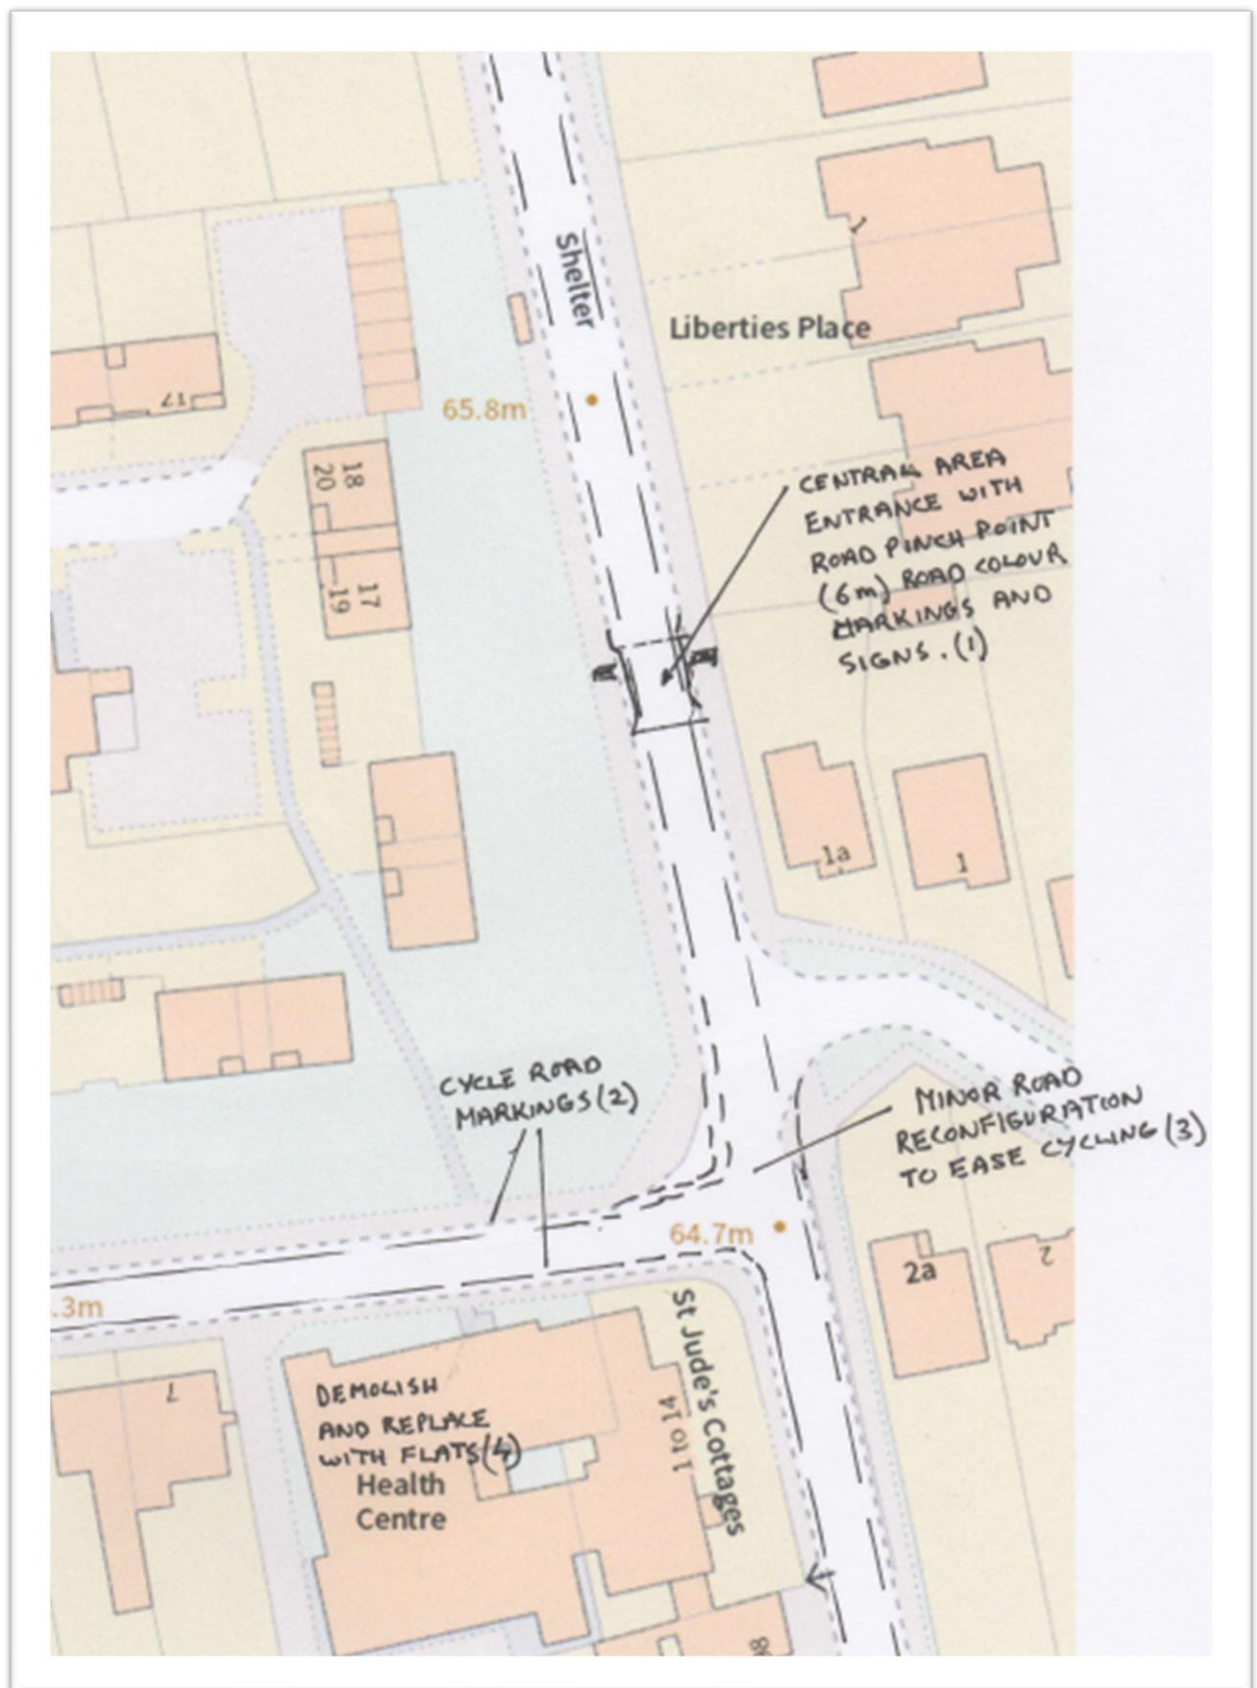 Shelter
Liberties Place
1
17
65.8m
18
20
17
19
CENTRAL AREA
ENTRANCE WITH
ROAD PINCH POINT
(6m) ROAD COLOUR
MARKINGS AND
SIGNS. (1)
1a
1
CYCLE ROAD
MARKINGS (2)
MINOR ROAD
RECONFIGURATION
TO EASE CYCLING (3)
64.7m
.3m
2a
2
St Jude's Cottages
1 to 14
7
DEMOLISH
AND REPLACE
WITH FLATS (4)
Health
Centre